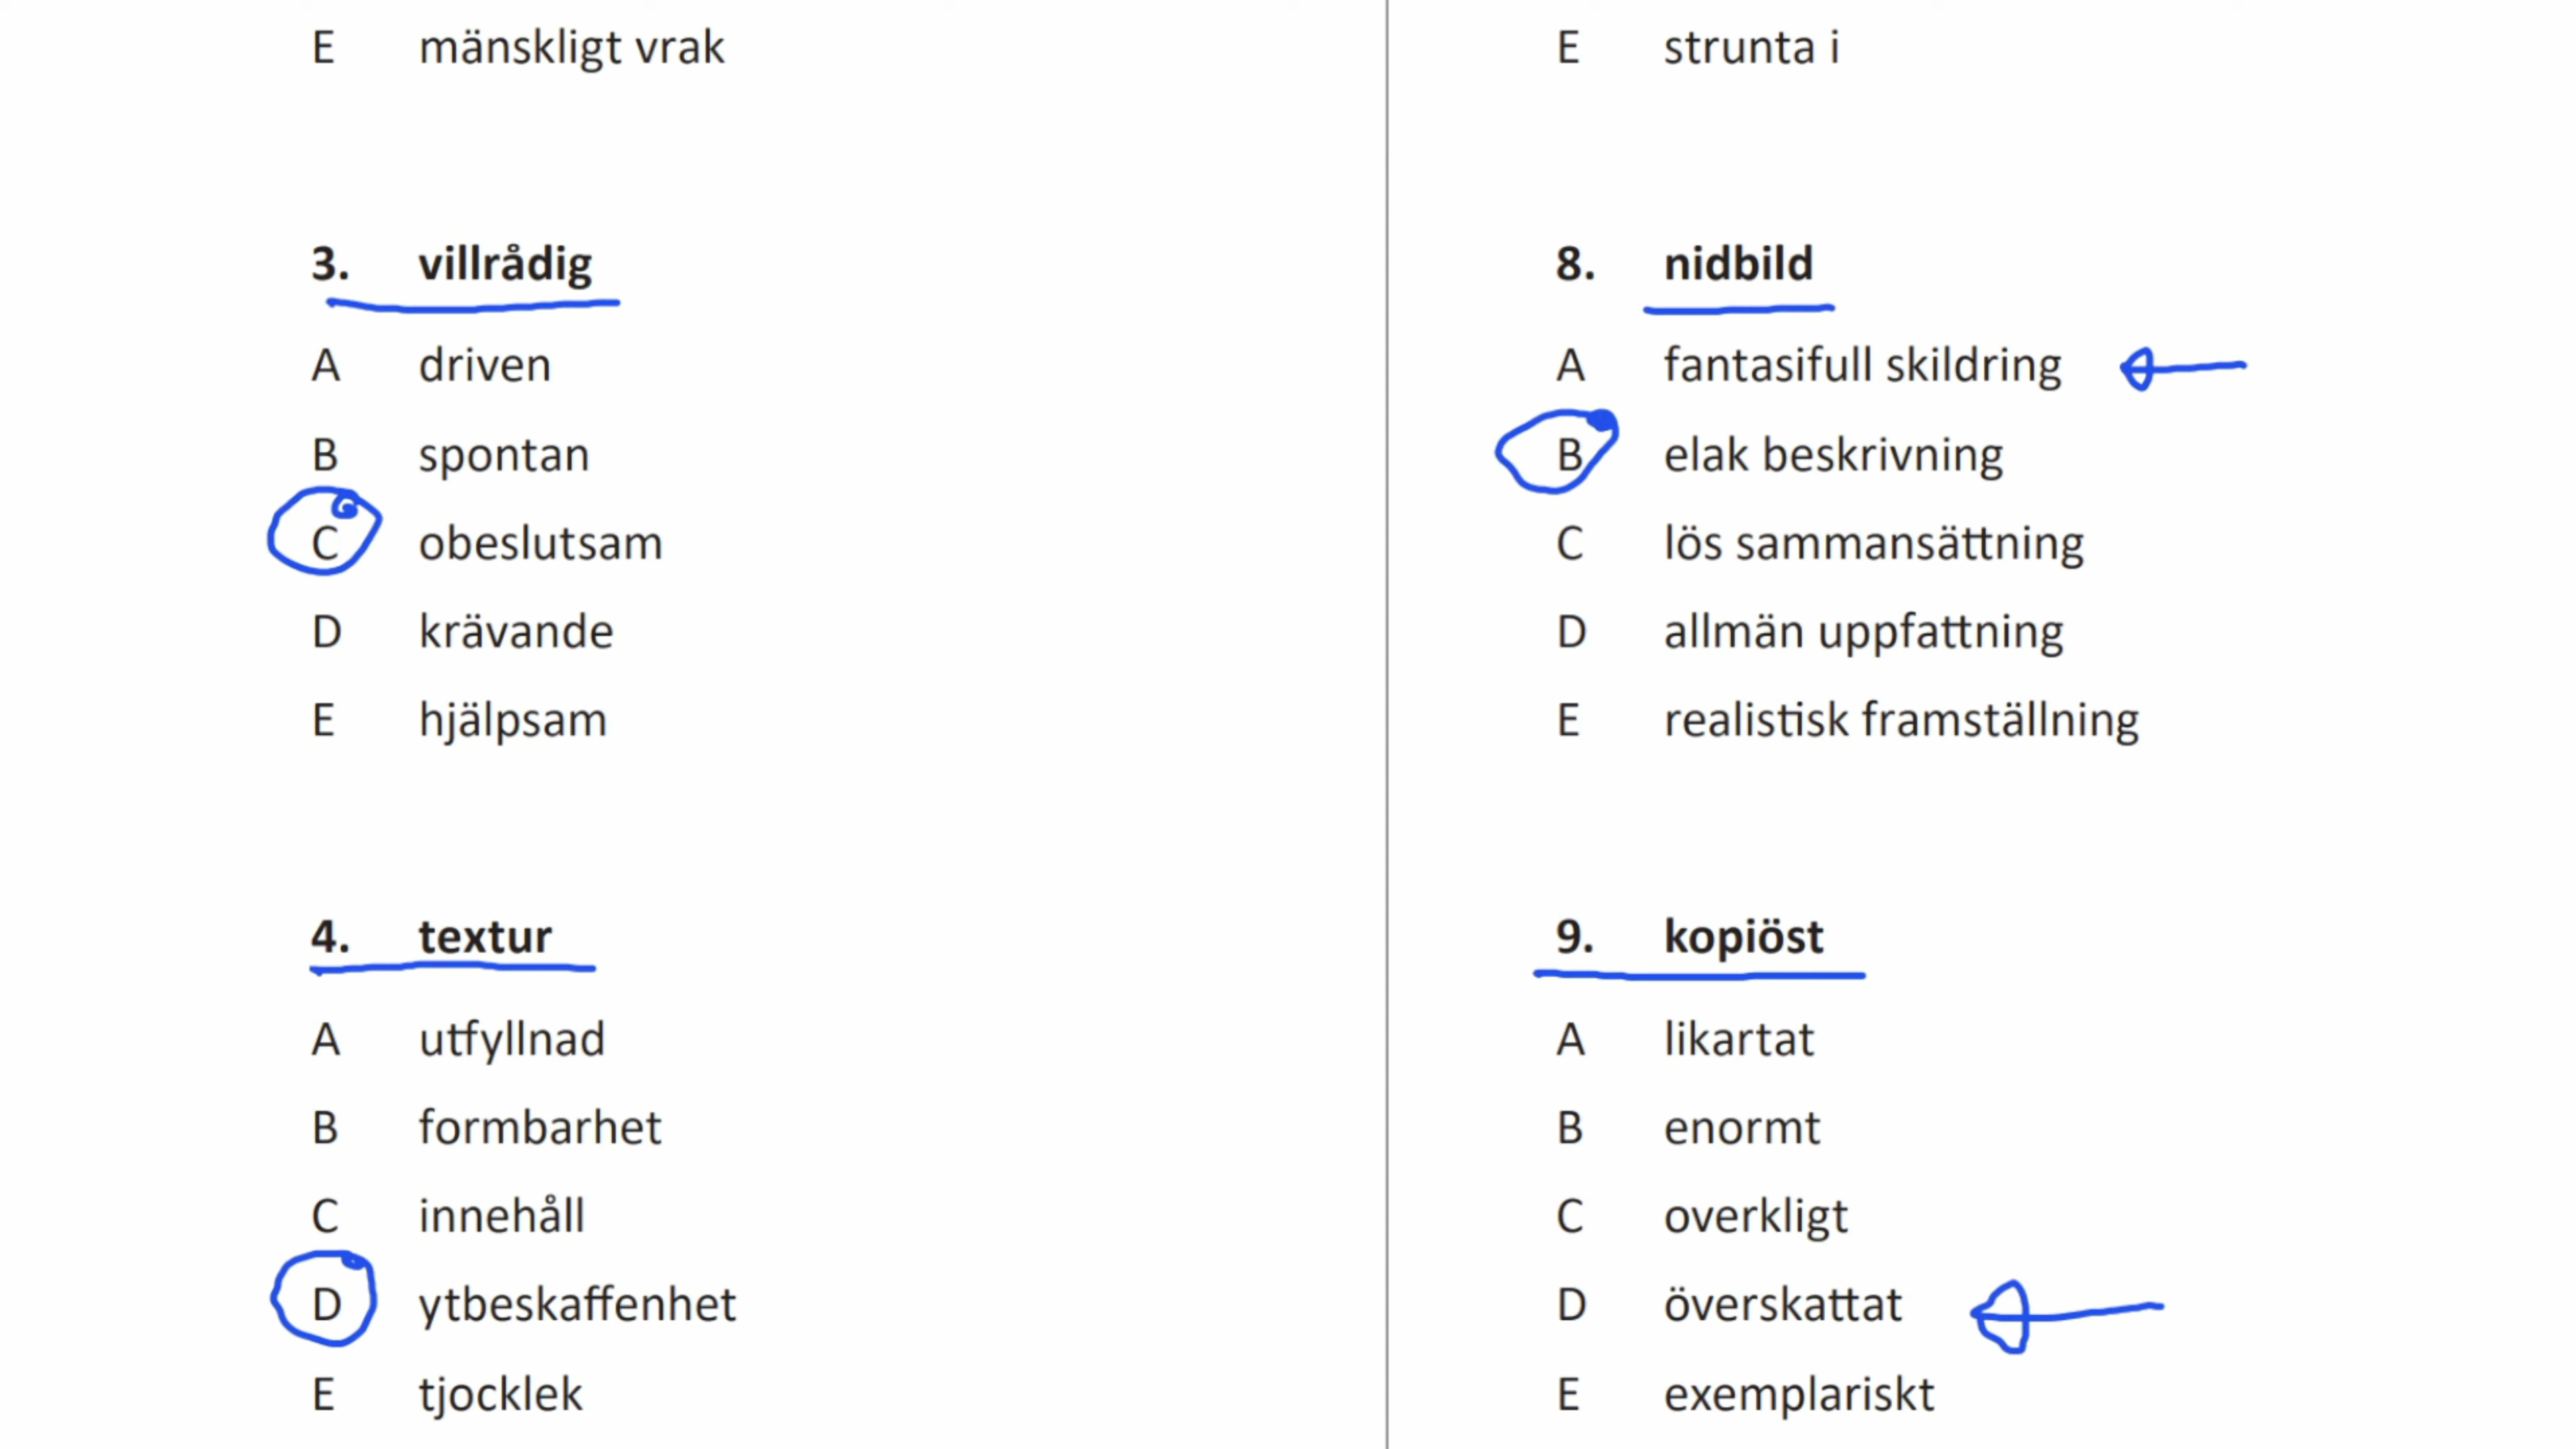 E mänskligt vrak
3. villrådig
A driven
B spontan
C obeslutsam
D krävande
E hjälpsam
4. textur
A utfyllnad
B formbarhet
C innehåll
D ytbeskaffenhet
E tjocklek
E strunta i
8. nidbild
A fantasifull skildring
B elak beskrivning
C lös sammansättning
D allmän uppfattning
E realistisk framställning
9. kopiöst
A likartat
B enormt
C overkligt
D överskattat
E exemplariskt